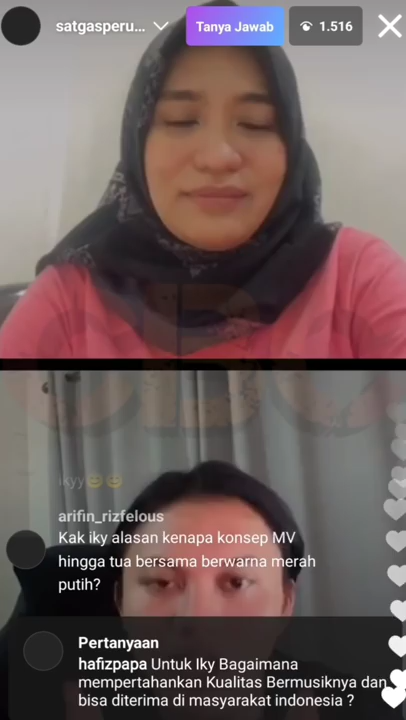 satgasperu...
Tanya Jawab
1.516
ikyy😄😄
arifin_rizfelous
Kak iky alasan kenapa konsep MV
hingga tua bersama berwarna merah
putih?
Pertanyaan
hafizpapa Untuk Iky Bagaimana
mempertahankan Kualitas Bermusiknya dan
bisa diterima di masyarakat indonesia ?